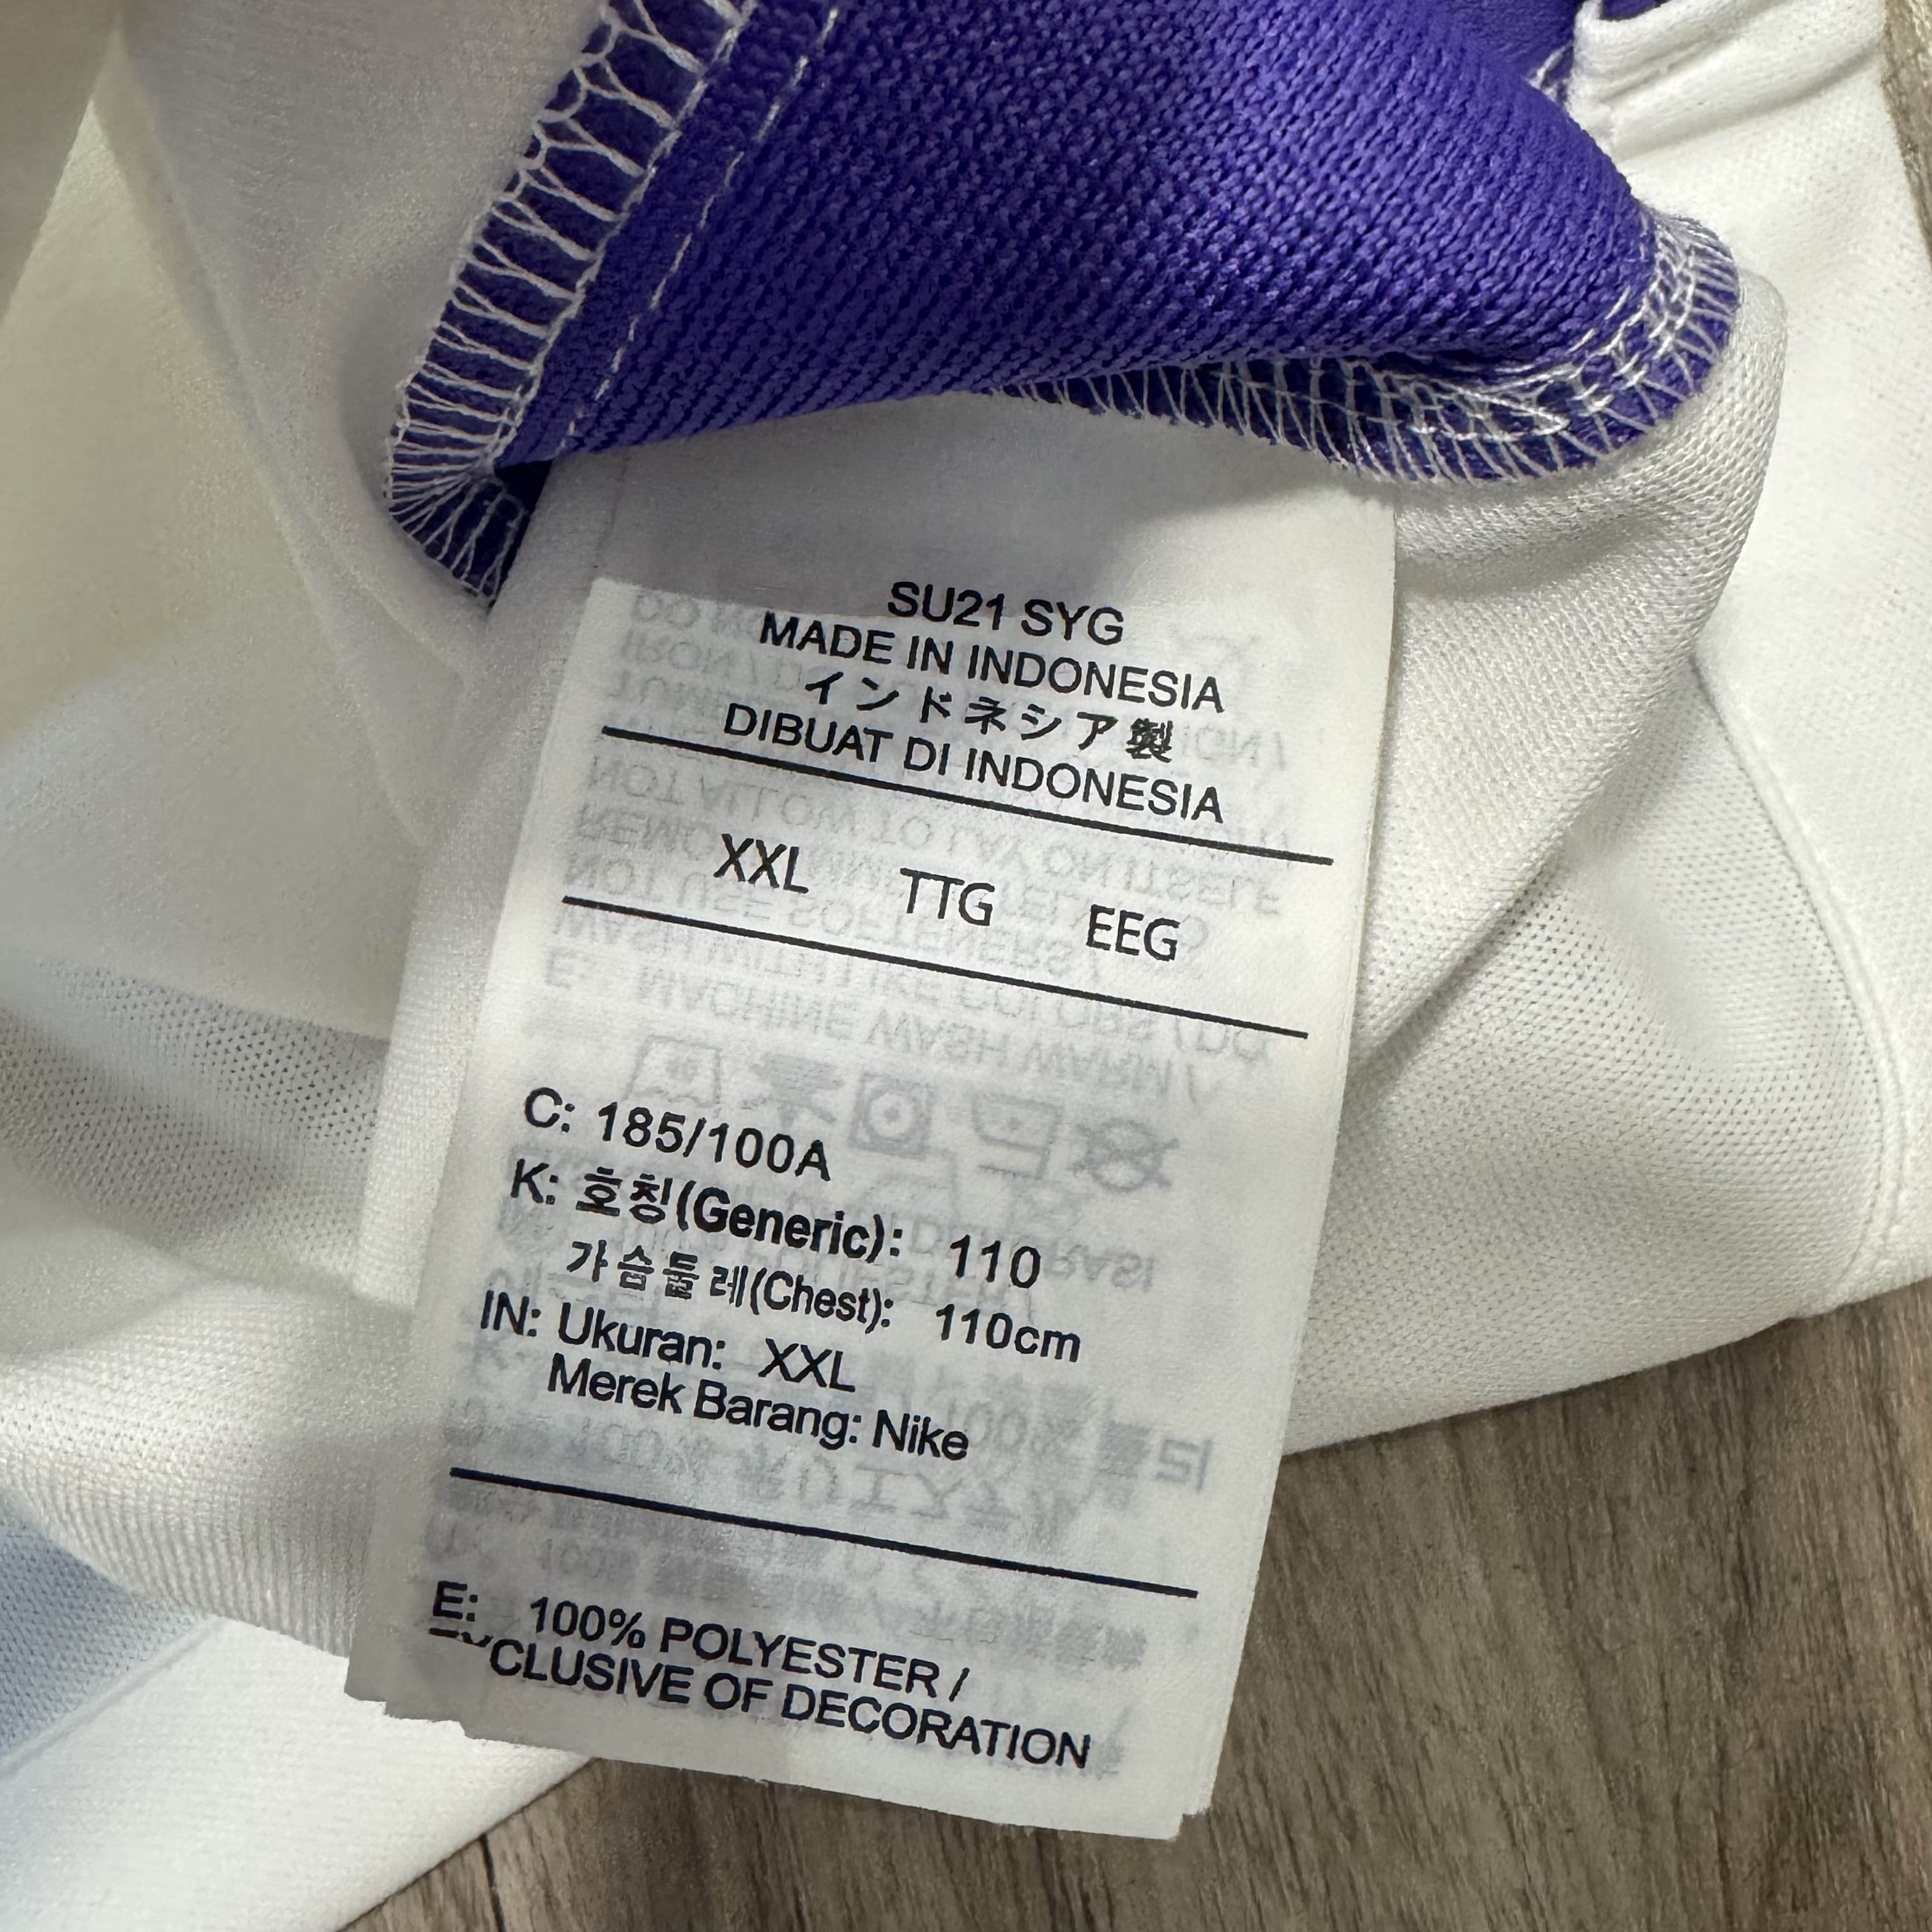 SU21 SYG
MADE IN INDONESIA
インドネシア製
DIBUAT DI INDONESIA
XXL TTG EEG
C: 185/100A
K: 호칭(Generic): 110
가슴둘레(Chest): 110cm
IN: Ukuran: XXL
Merek Barang: Nike
E: 100% POLYESTER /
EXCLUSIVE OF DECORATION